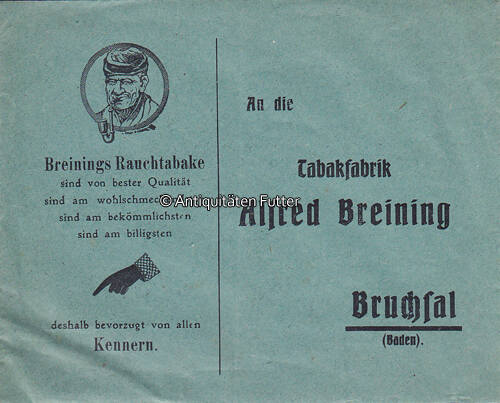 Breinings Rauchtabake
sind von bester Qualität
sind am wohlschmeckendsten
sind am bekömmlichsten
sind am billigsten
deshalb bevorzugt von allen
Kennern.
An die
Tabakfabrik
Alfred Breining
Bruchsal
(Baden).
© Antiquitäten Futter